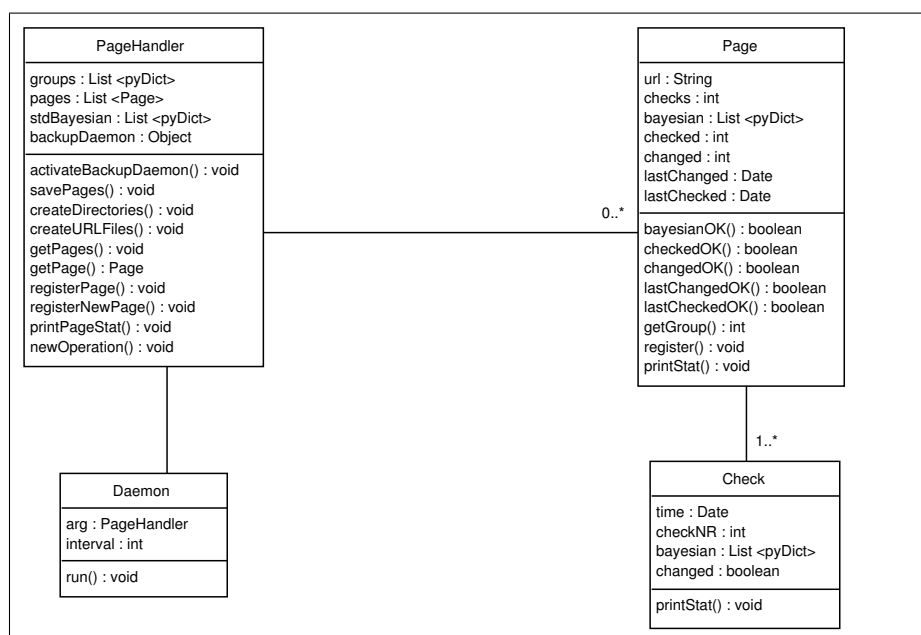 PageHandler
groups : List <pyDict>
pages : List <Page>
stdBayesian : List <pyDict>
backupDaemon : Object
activateBackupDaemon() : void
savePages() : void
createDirectories() : void
createURLFiles() : void
getPages() : void
getPage() : Page
registerPage() : void
registerNewPage() : void
printPageStat() : void
newOperation() : void
0..*
Page
url : String
checks : int
bayesian : List <pyDict>
checked : int
changed : int
lastChanged : Date
lastChecked : Date
bayesianOK() : boolean
checkedOK() : boolean
changedOK() : boolean
lastChangedOK() : boolean
lastCheckedOK() : boolean
getGroup() : int
register() : void
printStat() : void
1..*
Daemon
arg : PageHandler
interval : int
run() : void
Check
time : Date
checkNR : int
bayesian : List <pyDict>
changed : boolean
printStat() : void